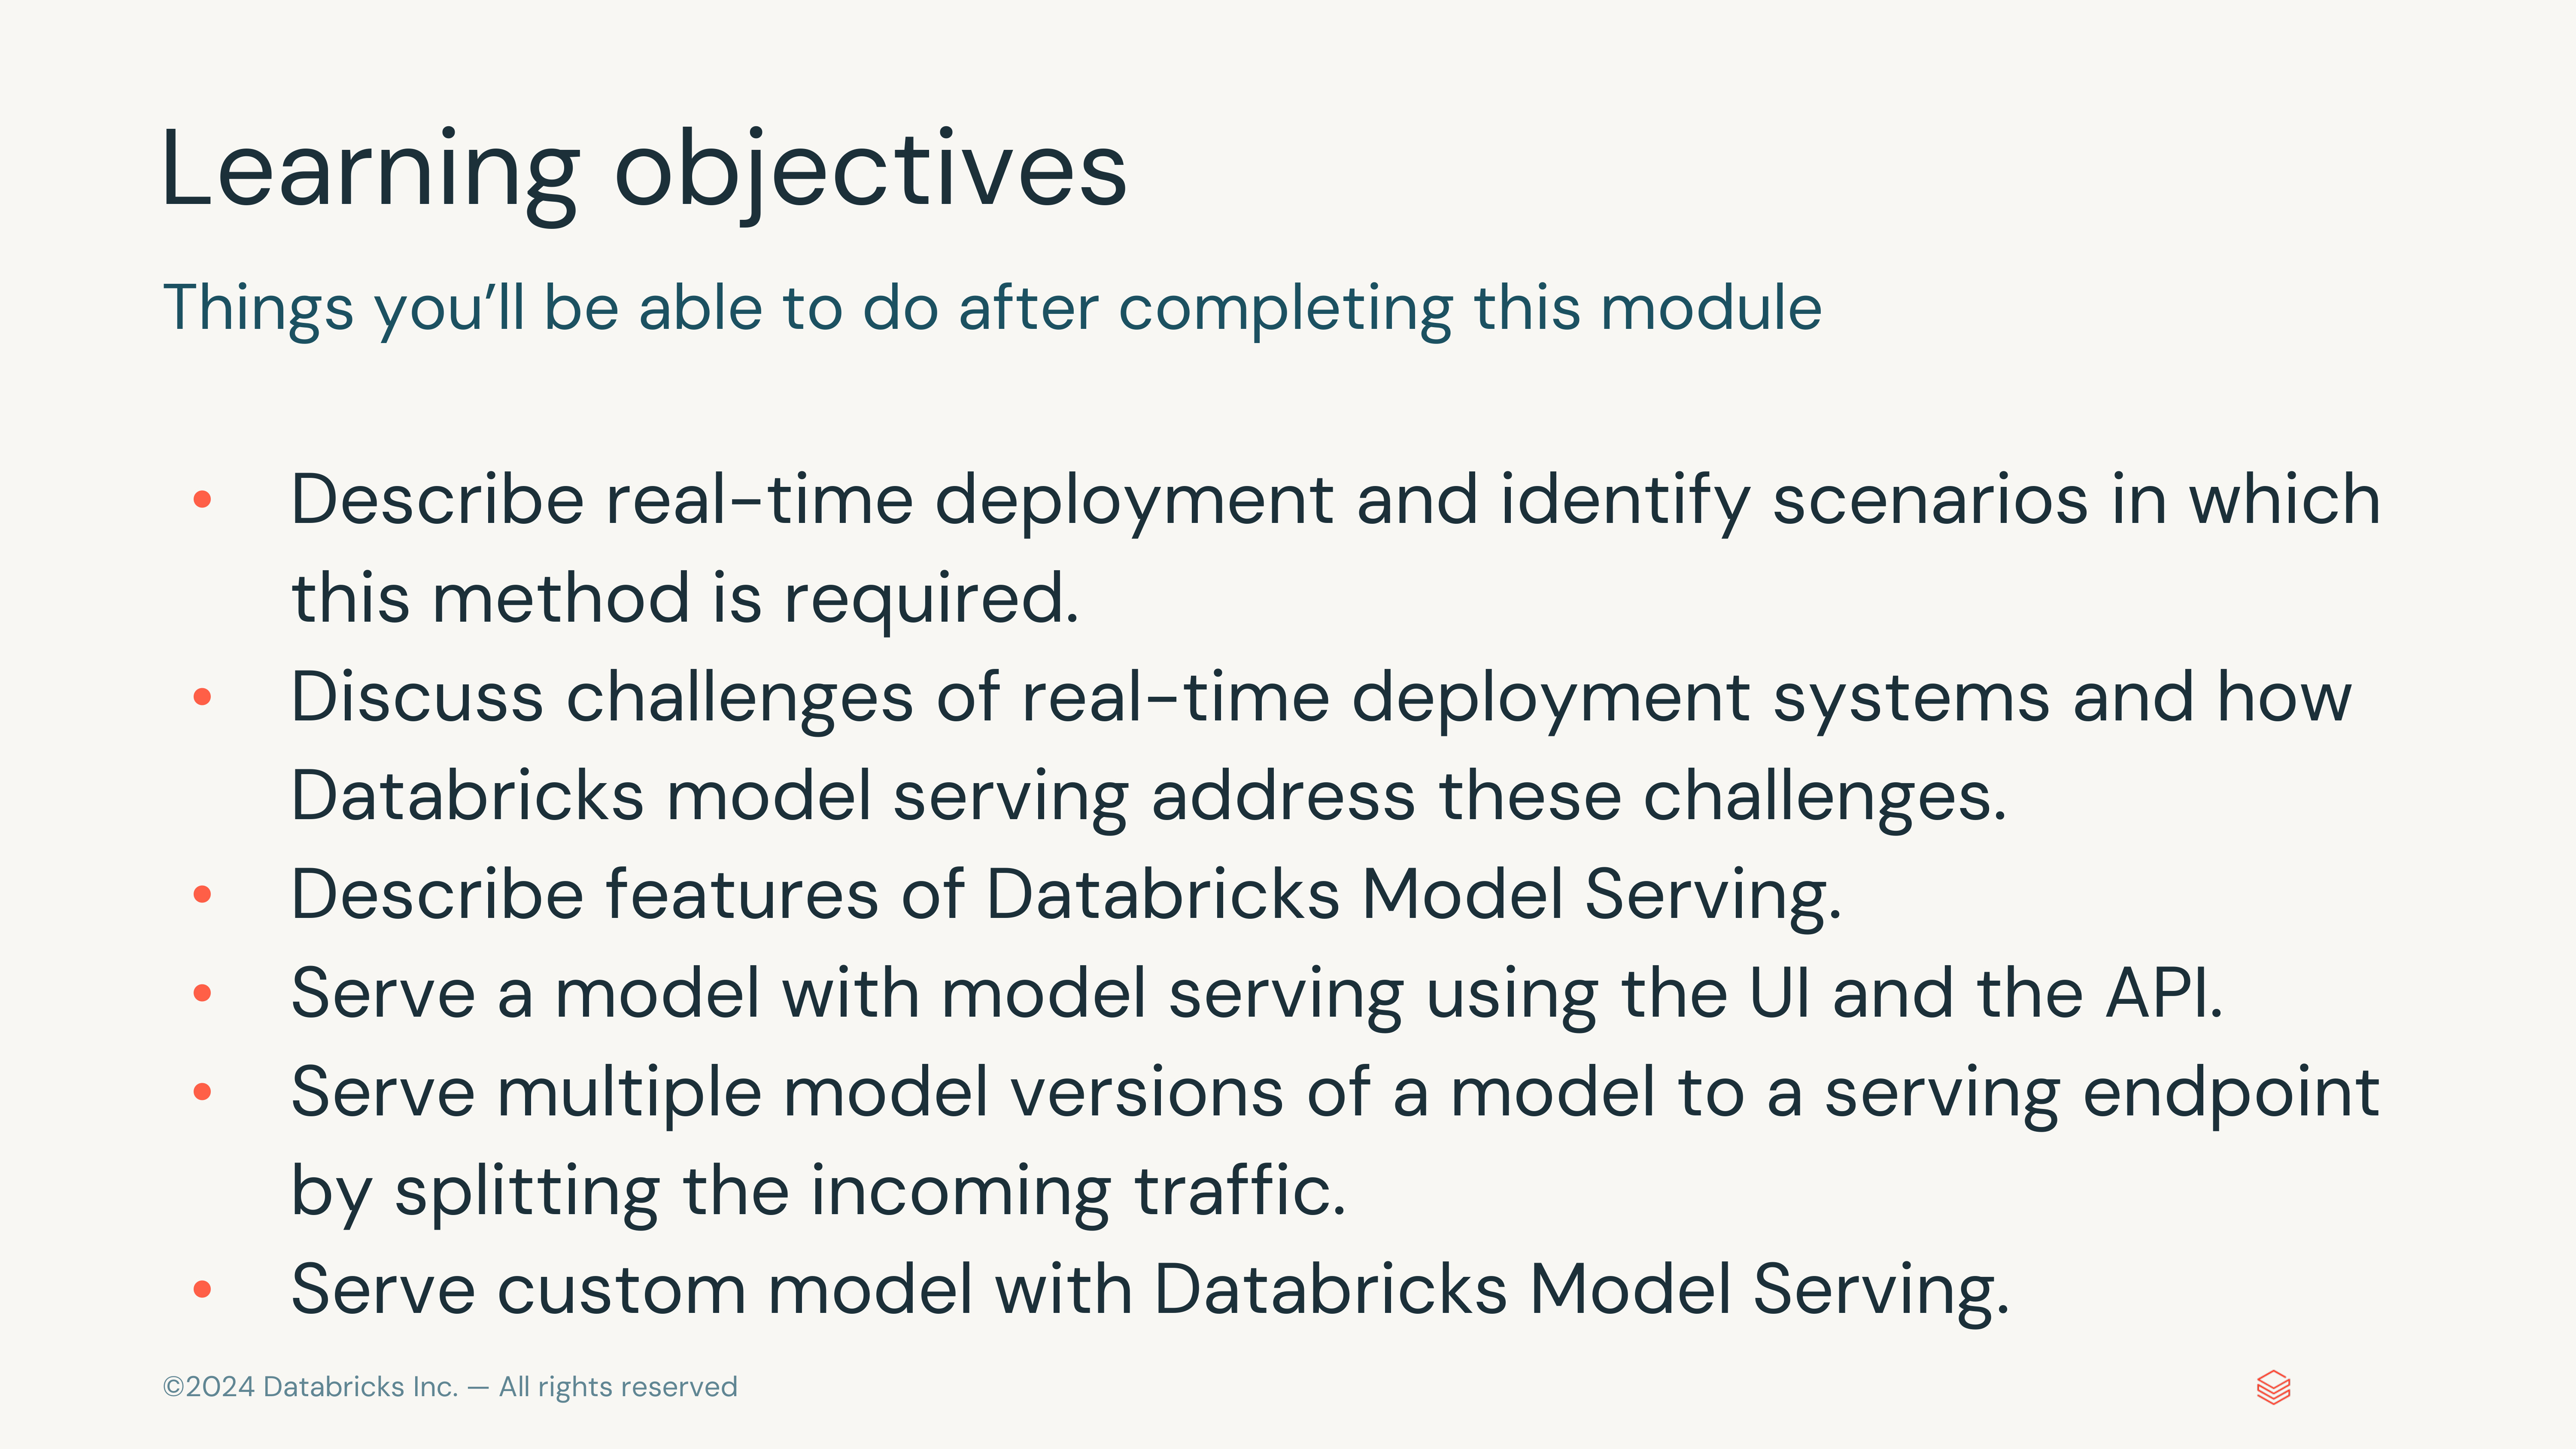 Learning objectives
Things you’ll be able to do after completing this module
• Describe real-time deployment and identify scenarios in which
this method is required.
• Discuss challenges of real-time deployment systems and how
Databricks model serving address these challenges.
• Describe features of Databricks Model Serving.
• Serve a model with model serving using the UI and the API.
• Serve multiple model versions of a model to a serving endpoint
by splitting the incoming traffic.
• Serve custom model with Databricks Model Serving.
©2024 Databricks Inc. — All rights reserved